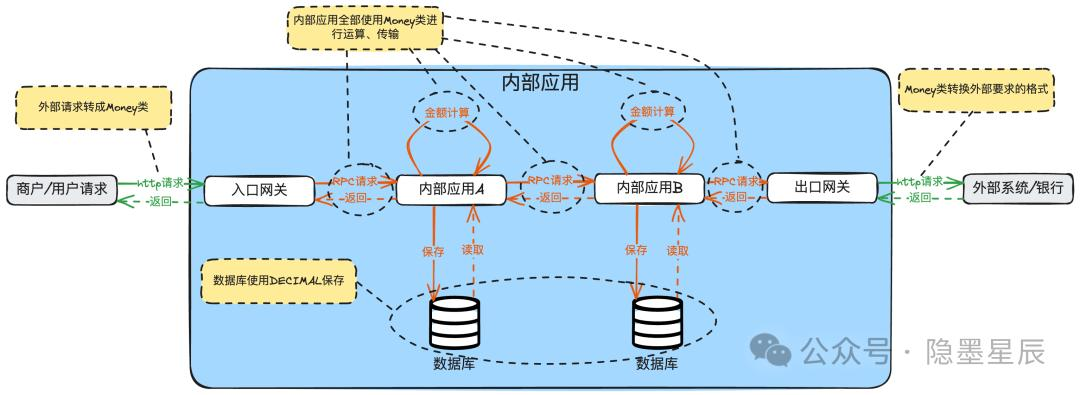 内部应用全部使用Money类进
行运算、传输
内部应用
外部请求转成Money类
Money类转换外部要求的格式
金额计算
金额计算
商户/用户请求
http请求
返回
入口网关
RPC请求
返回
内部应用A
RPC请求
返回
内部应用B
RPC请求
返回
出口网关
http请求
返回
外部系统/银行
保存
读取
保存
读取
数据库使用DECIMAL保存
数据库
数据库
公众号 · 隐墨星辰